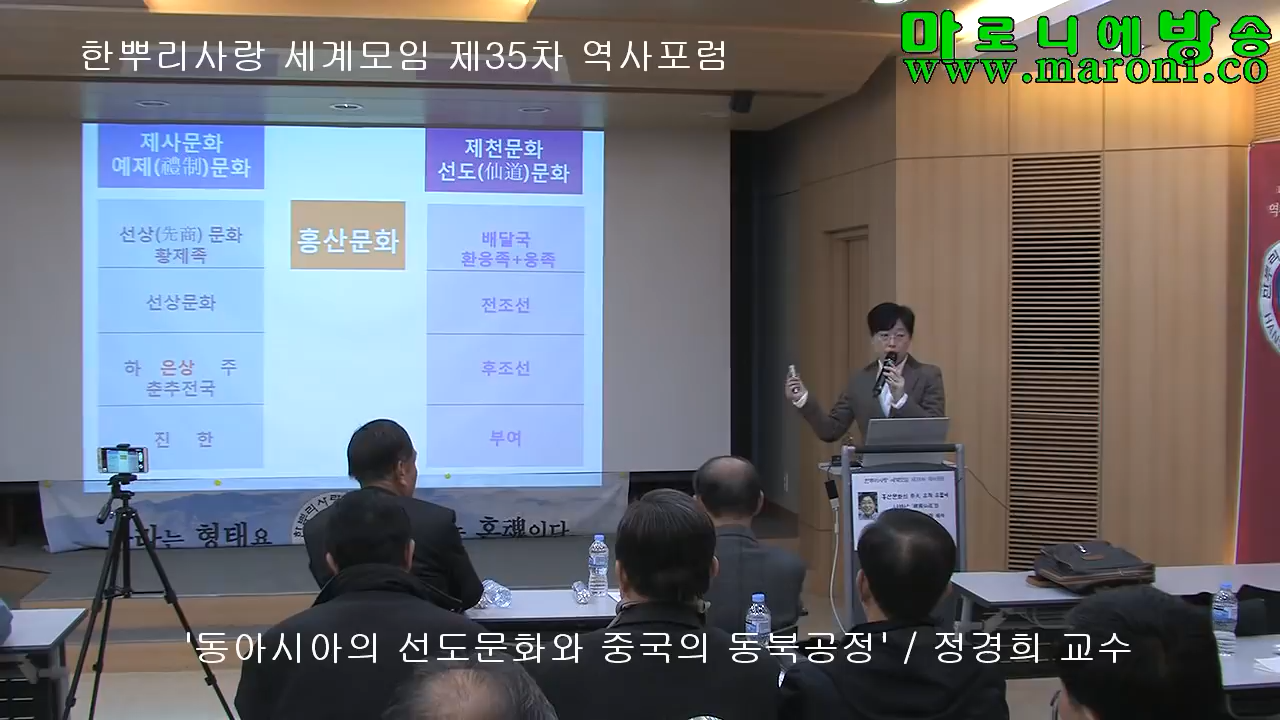 한뿌리사랑 세계모임 제35차 역사포럼
마로니에방송
www.maroni.co
제사문화
예제(禮制)문화
제천문화
선도(仙道)문화
홍산문화
선상(先商) 문화
황제족
배달국
환웅족+웅족
선상문화
전조선
하 은상 주
춘추전국
후조선
진 한
부여
형태요
혼魂이다
'동아시아의 선도문화와 중국의 동북공정' / 정경희 교수